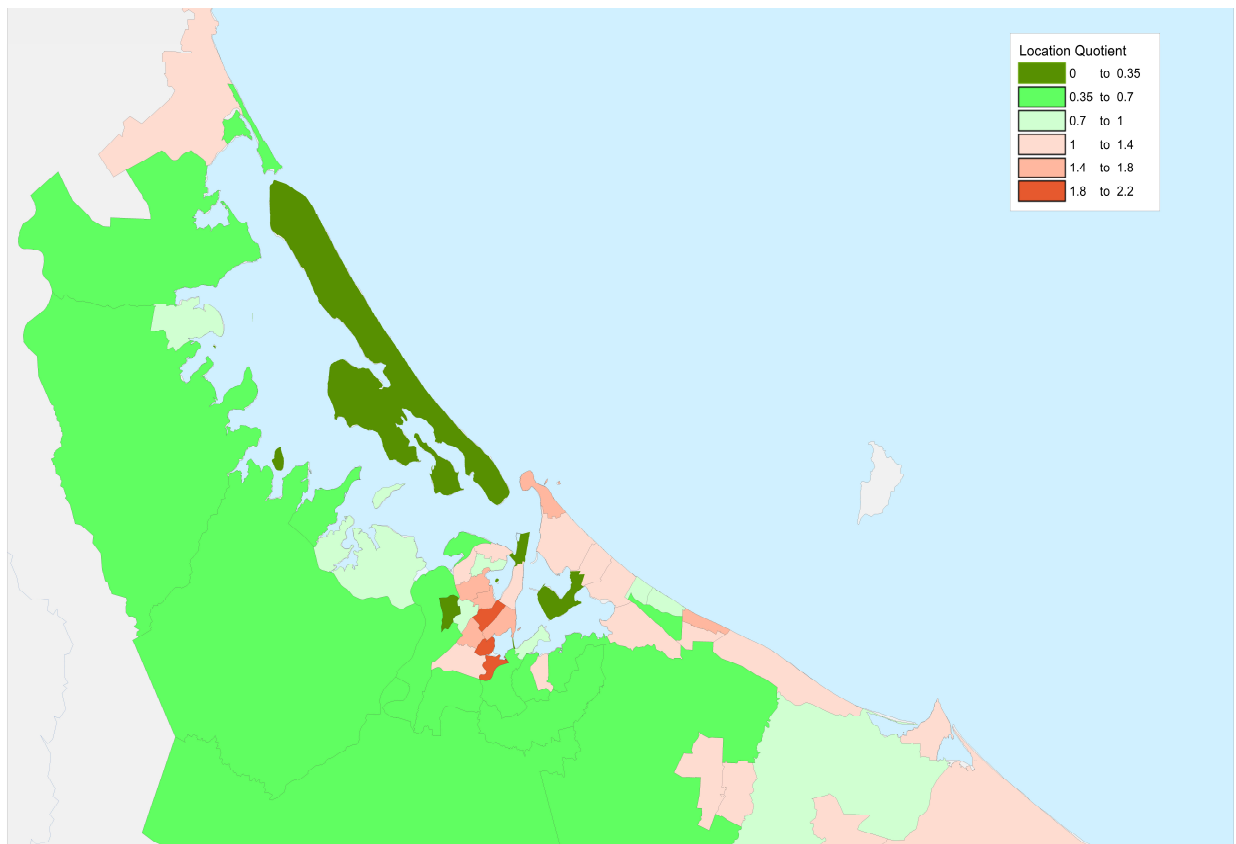 Location Quotient
0 to 0.35
0.35 to 0.7
0.7 to 1
1 to 1.4
1.4 to 1.8
1.8 to 2.2